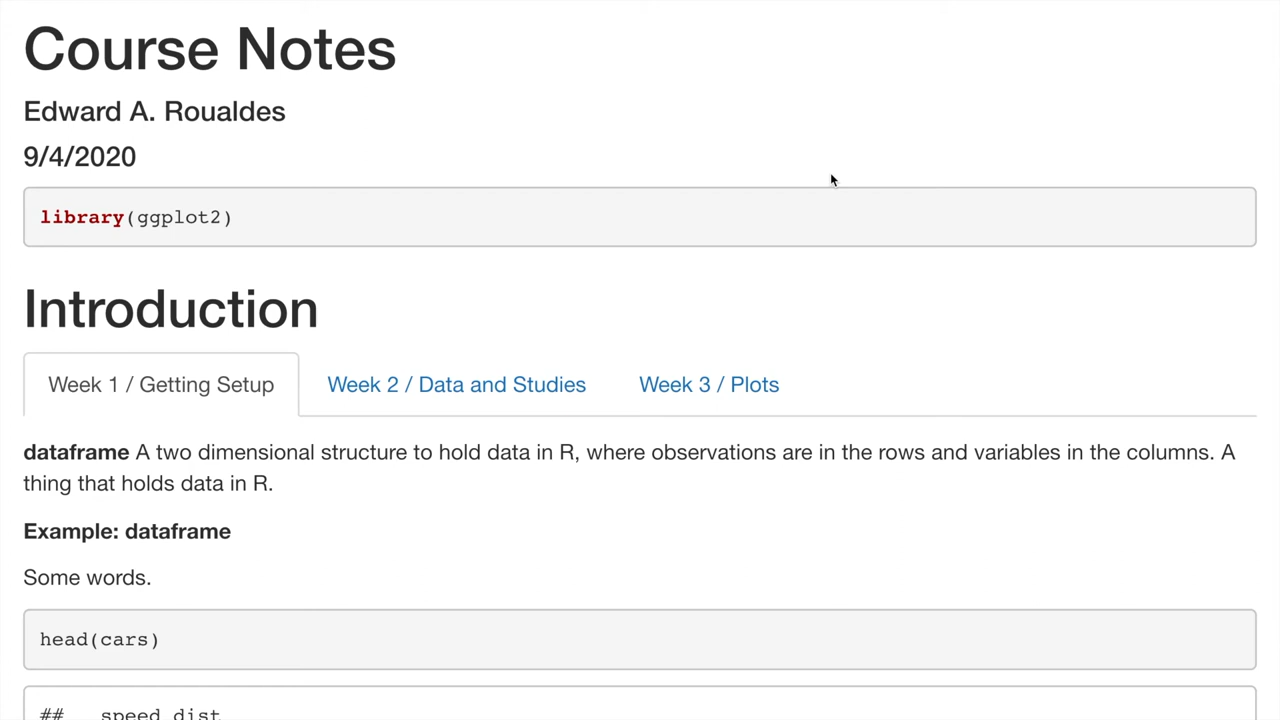 Course Notes
Edward A. Roualdes
9/4/2020
library(ggplot2)
Introduction
Week 1 / Getting Setup
Week 2 / Data and Studies
Week 3 / Plots
dataframe A two dimensional structure to hold data in R, where observations are in the rows and variables in the columns. A
thing that holds data in R.
Example: dataframe
Some words.
head(cars)
##   speed dist